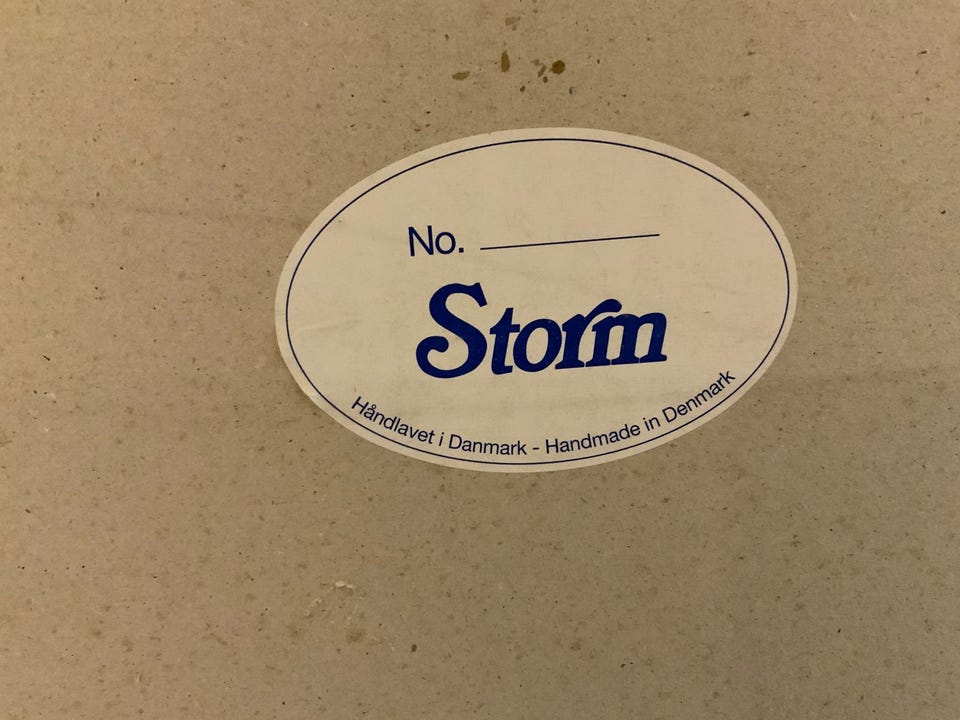 No.
Storm
Håndlavet i Danmark - Handmade in Denmark